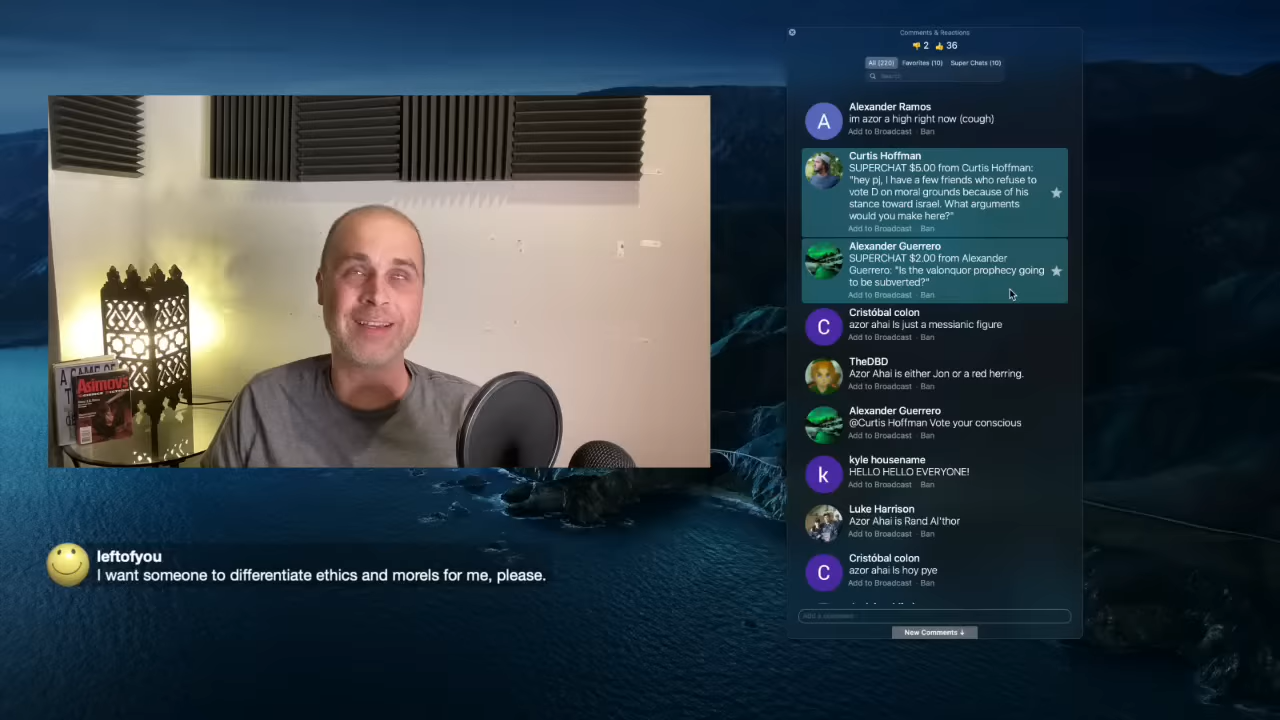 Comments & Reactions
👎 2 👍 36
All (220) Favorites (10) Super Chats (10)
Search
Alexander Ramos
im azor a high right now (cough)
Add to Broadcast Ban
Curtis Hoffman
SUPERCHAT $5.00 from Curtis Hoffman:
"hey pj, I have a few friends who refuse to
vote D on moral grounds because of his
stance toward israel. What arguments
would you make here?"
Add to Broadcast Ban
Alexander Guerrero
SUPERCHAT $2.00 from Alexander
Guerrero: "Is the valonquor prophecy going
to be subverted?"
Add to Broadcast Ban
Cristóbal colon
azor ahai Is just a messianic figure
Add to Broadcast Ban
TheDBD
Azor Ahai is either Jon or a red herring.
Add to Broadcast Ban
Alexander Guerrero
@Curtis Hoffman Vote your conscious
Add to Broadcast Ban
kyle housename
HELLO HELLO EVERYONE!
Add to Broadcast Ban
Luke Harrison
Azor Ahai is Rand Al'thor
Add to Broadcast Ban
Cristóbal colon
azor ahai Is hoy pye
Add to Broadcast Ban
New Comments ↓
A
C
k
C
A GAME OF
Asimov's
leftofyou
I want someone to differentiate ethics and morels for me, please.